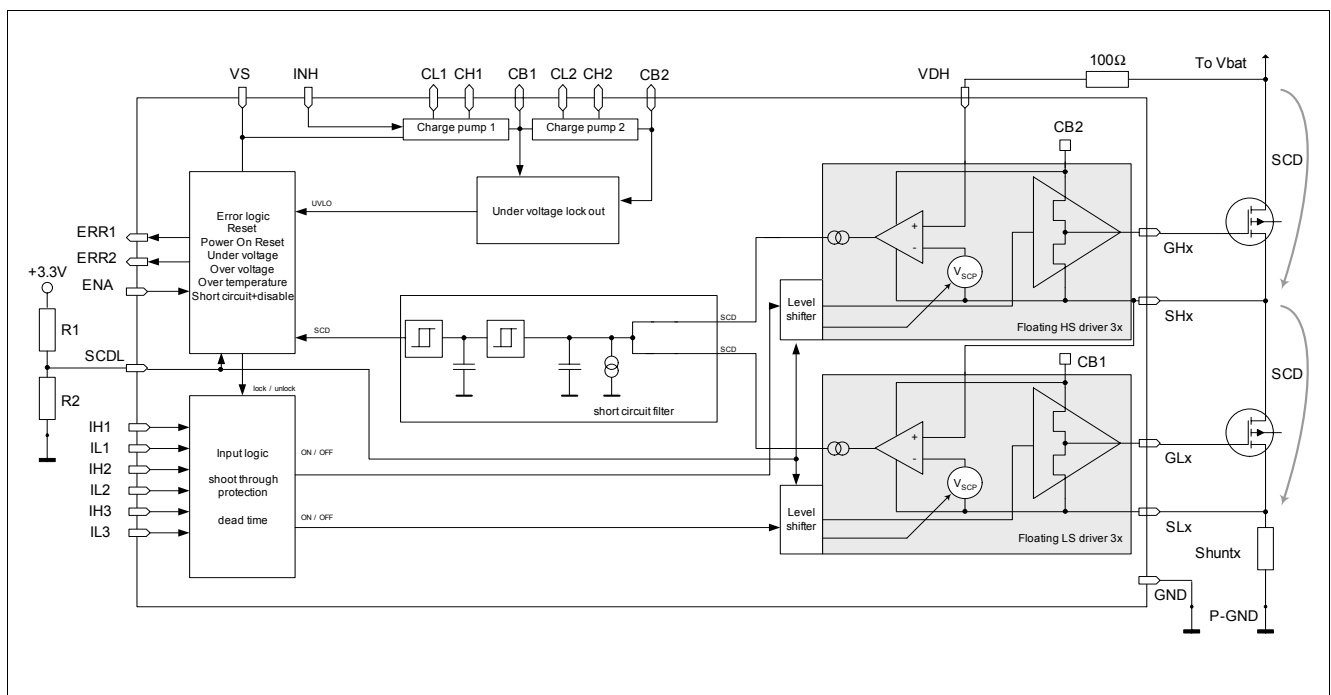 VS
INH
CL1
CH1
CB1
CL2
CH2
CB2
VDH
100Ω
To Vbat
Charge pump 1
Charge pump 2
CB2
SCD
Error logic
Reset
Power On Reset
Under voltage
Over voltage
Over temperature
Short circuit+disable
UVLO
Under voltage lock out
ERR1
ERR2
ENA
+3.3V
R1
SCDL
R2
+
-
VSCP
GHx
Level
shifter
SHx
Floating HS driver 3x
SCD
SCD
SCD
short circuit filter
lock / unlock
CB1
SCD
IH1
IL1
IH2
IL2
IH3
IL3
Input logic
shoot through
protection
dead time
ON / OFF
ON / OFF
+
-
VSCP
GLx
Level
shifter
SLx
Floating LS driver 3x
Shuntx
GND
P-GND